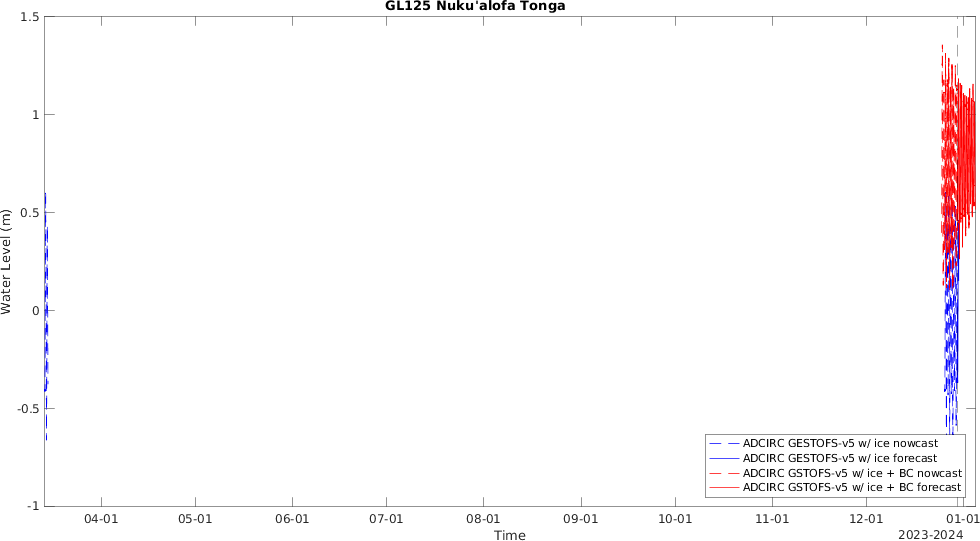 GL125 Nuku'alofa Tonga
1.5
1
0.5
0
-0.5
-1
Water Level (m)
ADCIRC GESTOFS-v5 w/ ice nowcast
ADCIRC GESTOFS-v5 w/ ice forecast
ADCIRC GSTOFS-v5 w/ ice + BC nowcast
ADCIRC GSTOFS-v5 w/ ice + BC forecast
04-01 05-01 06-01 07-01 08-01 09-01 10-01 11-01 12-01 01-01
Time
2023-2024